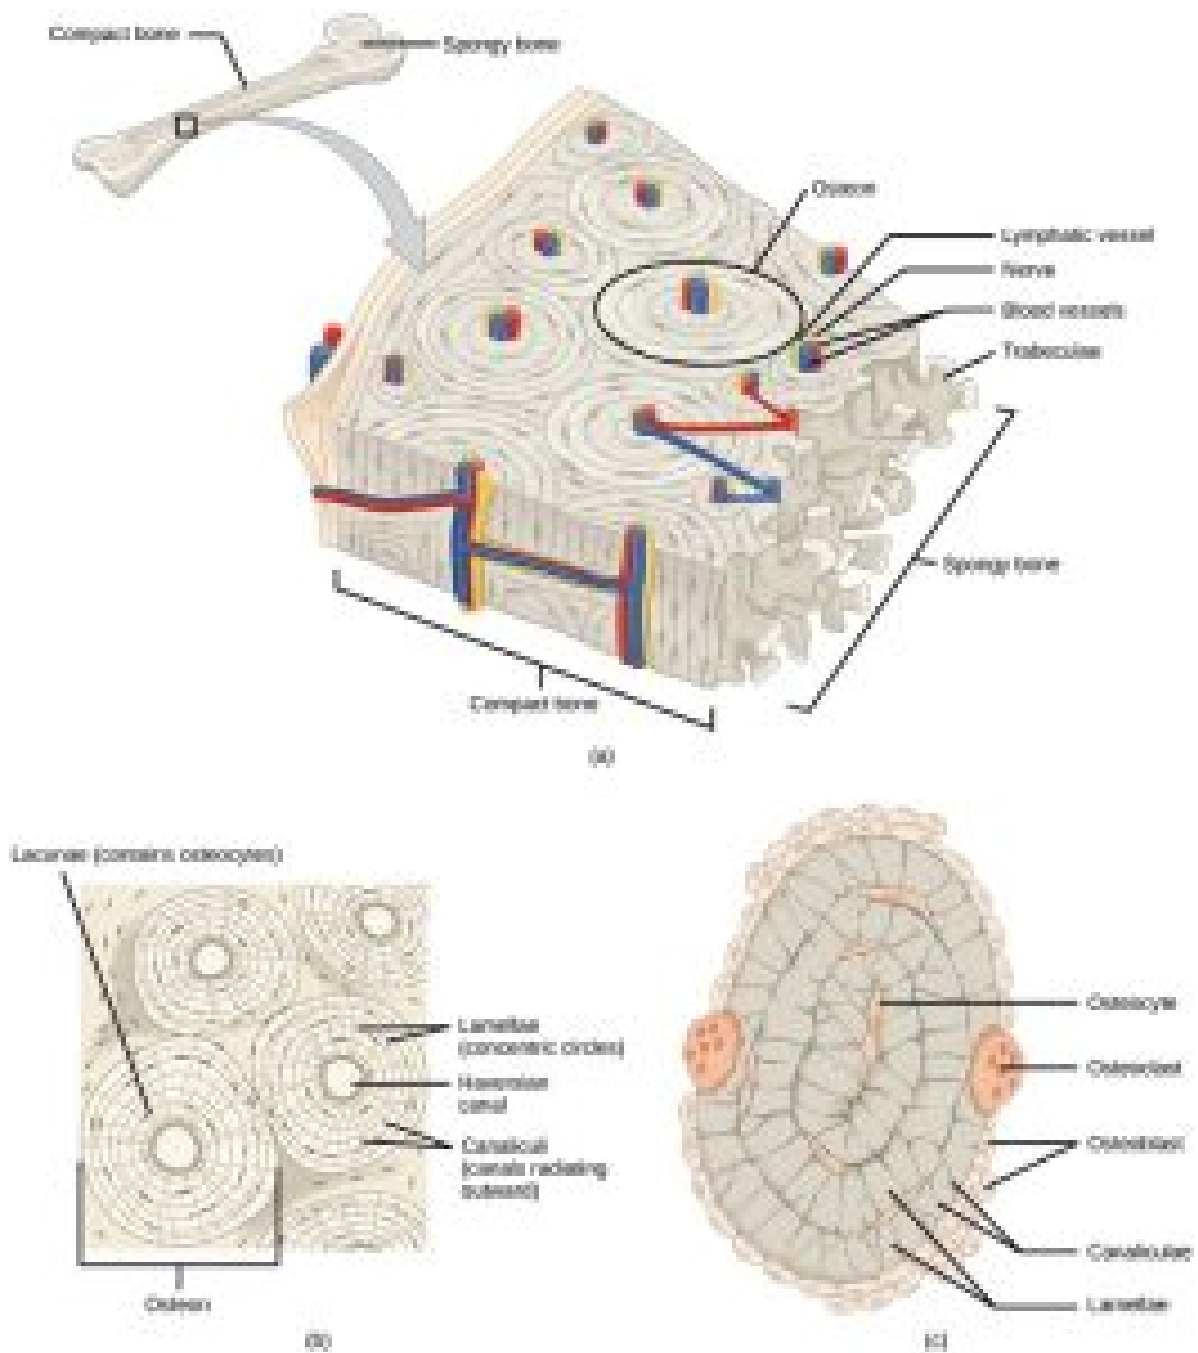 Compact bone
Spongy bone
Osteon
Lymphatic vessel
Nerve
Blood vessels
Trabeculae
Spongy bone
Compact bone
(a)
Lacunae (contains osteocytes)
Lamellae
(concentric circles)
Haversian
canal
Canaliculi
(canals radiating
outward)
Osteon
(b)
Osteocyte
Osteoclast
Osteoblast
Canaliculae
Lamellae
(c)